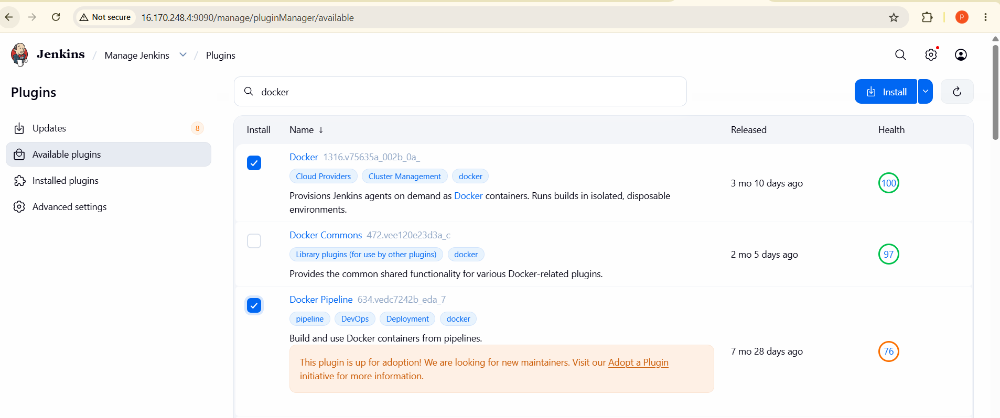 Not secure 16.170.248.4:9090/manage/pluginManager/available
P
Jenkins / Manage Jenkins / Plugins
Plugins
docker
Install
Updates 8
Available plugins
Installed plugins
Advanced settings
Install Name ↓ Released Health
Docker 1316.v75635a_002b_0a_
Cloud Providers Cluster Management docker
Provisions Jenkins agents on demand as Docker containers. Runs builds in isolated, disposable
environments.
3 mo 10 days ago 100
Docker Commons 472.vee120e23d3a_c
Library plugins (for use by other plugins) docker
Provides the common shared functionality for various Docker-related plugins.
2 mo 5 days ago 97
Docker Pipeline 634.vedc7242b_eda_7
pipeline DevOps Deployment docker
Build and use Docker containers from pipelines.
This plugin is up for adoption! We are looking for new maintainers. Visit our Adopt a Plugin
initiative for more information.
7 mo 28 days ago 76